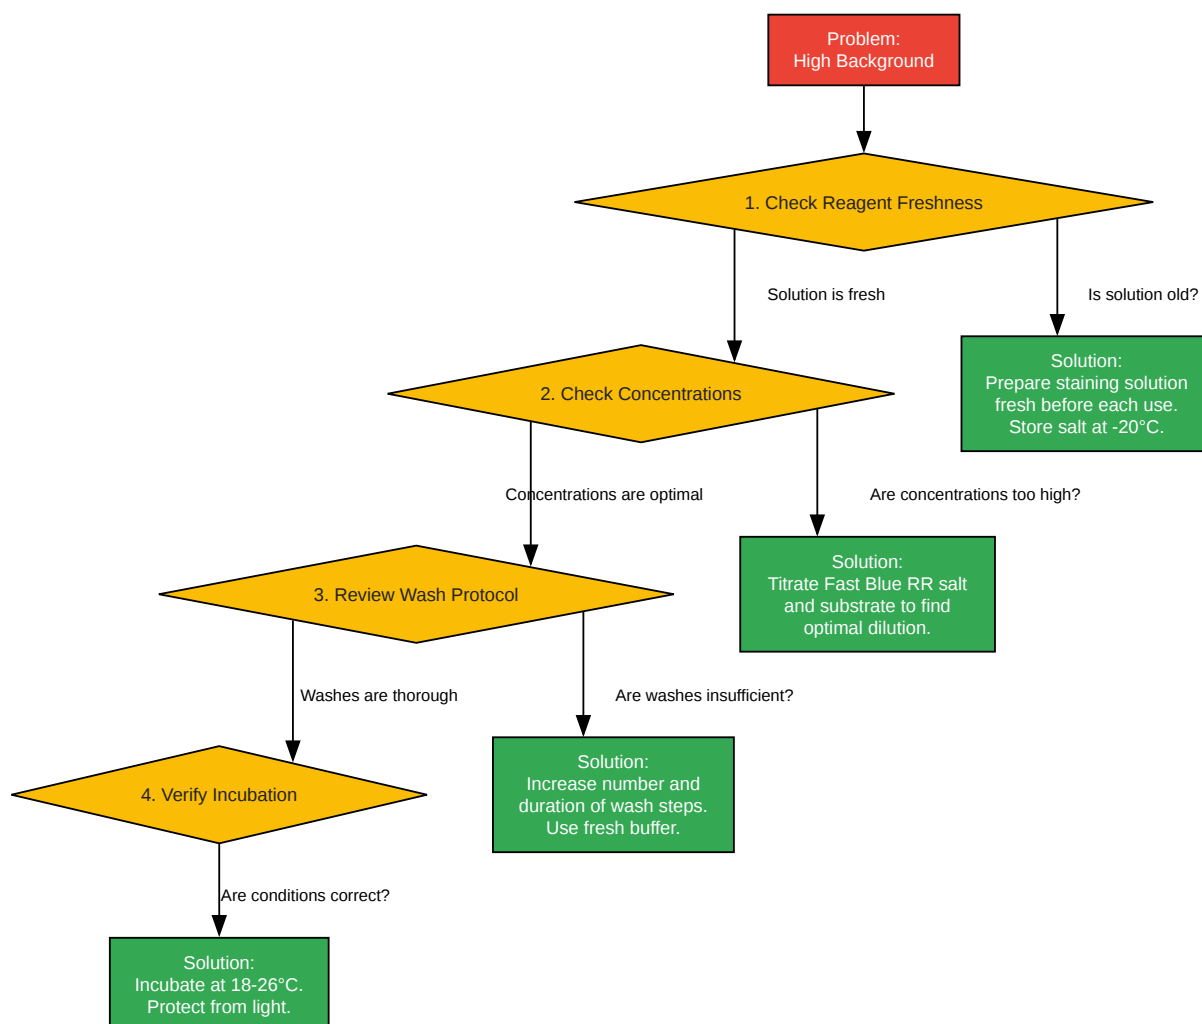 Problem:
High Background
1. Check Reagent Freshness
Solution is fresh
Is solution old?
Solution:
Prepare staining solution
fresh before each use.
Store salt at -20°C.
2. Check Concentrations
Concentrations are optimal
Are concentrations too high?
Solution:
Titrate Fast Blue RR salt
and substrate to find
optimal dilution.
3. Review Wash Protocol
Washes are thorough
Are washes insufficient?
Solution:
Increase number and
duration of wash steps.
Use fresh buffer.
4. Verify Incubation
Are conditions correct?
Solution:
Incubate at 18-26°C.
Protect from light.